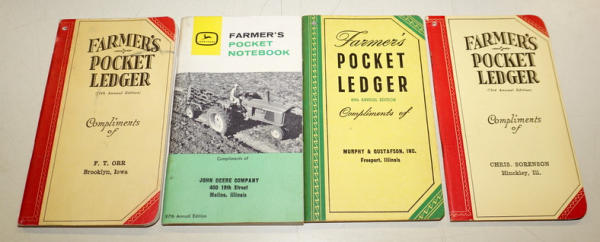 FARMER'S
POCKET
LEDGER
Compliments
of
F. T. ORR
Brooklyn, Iowa
JOHN DEERE
FARMER'S
POCKET
NOTEBOOK
Compliments of
JOHN DEERE COMPANY
400 19th Street
Moline, Illinois
97th Annual Edition
Farmer's
POCKET
LEDGER
89th ANNUAL EDITION
Compliments of
MURPHY & GUSTAFSON, INC.
Freeport, Illinois
FARMER'S
POCKET
LEDGER
Compliments
of
CHRIS. SORENSON
Hinckley, Ill.